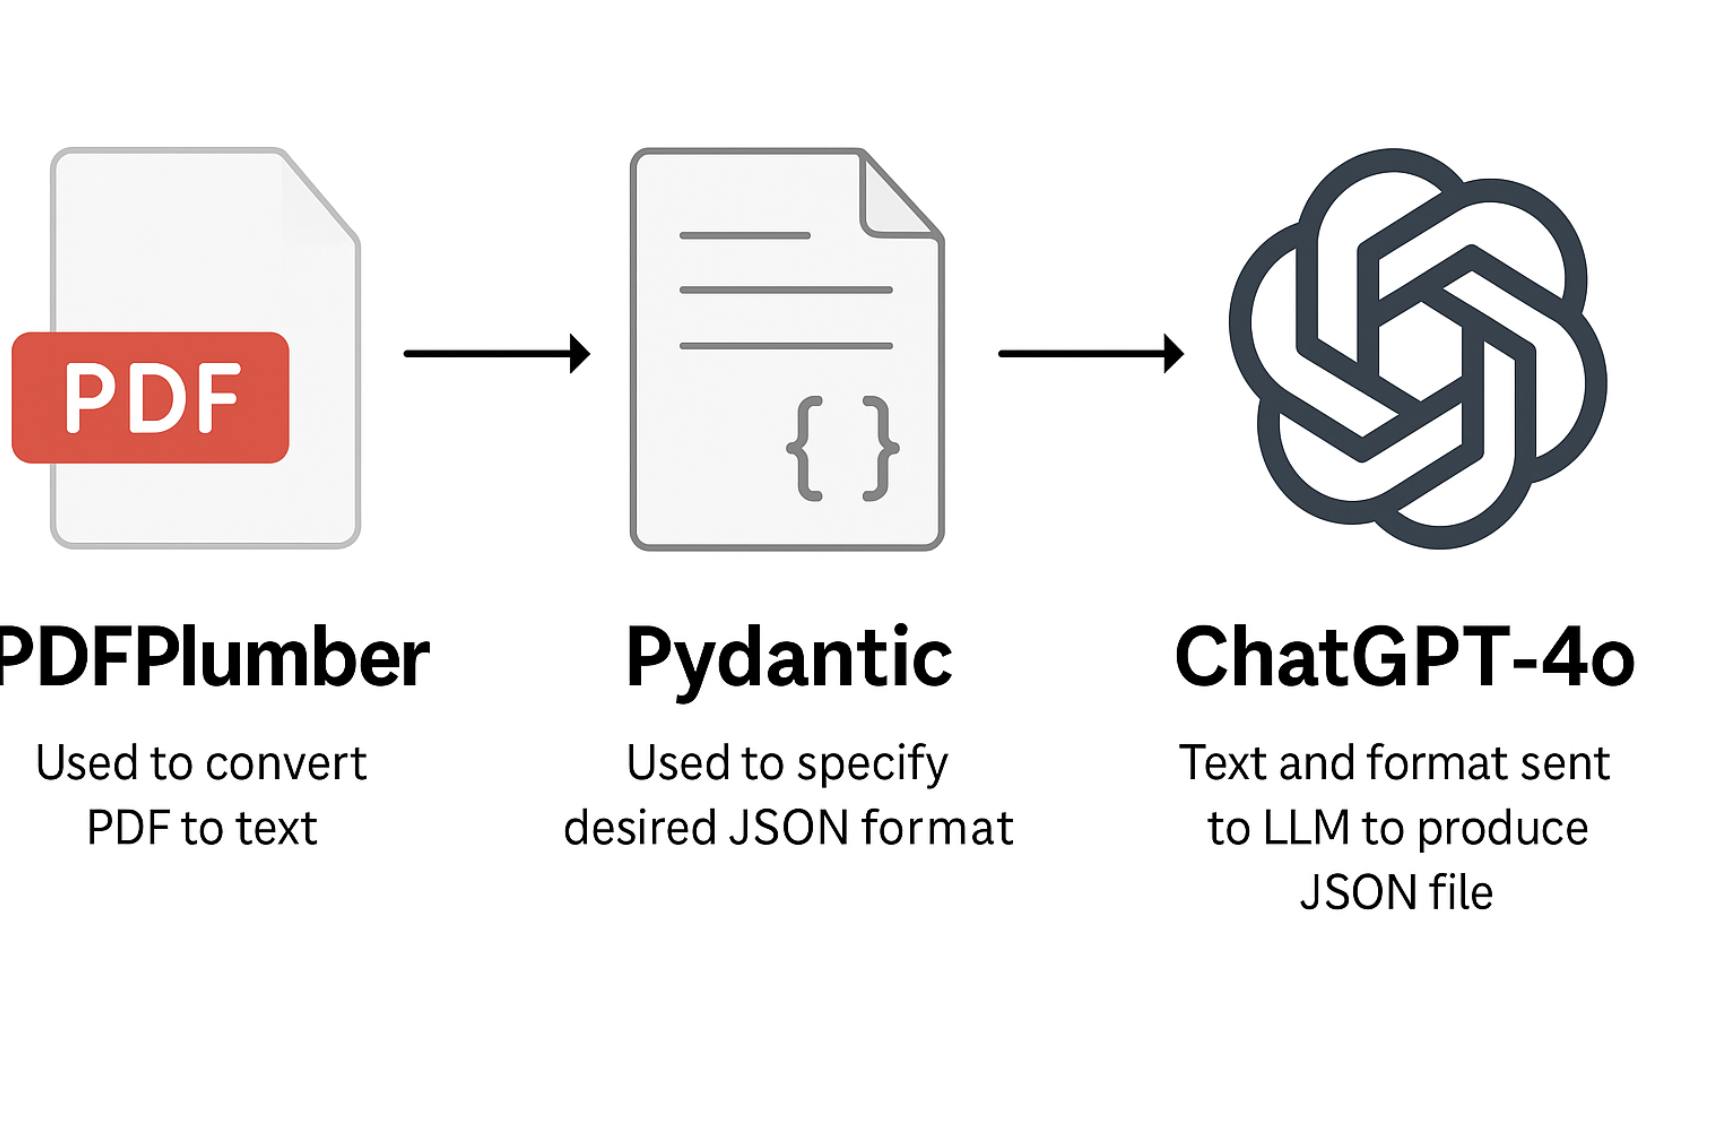 PDF
PDFPlumber
Used to convert
PDF to text
{ }
Pydantic
Used to specify
desired JSON format
ChatGPT-4o
Text and format sent
to LLM to produce
JSON file